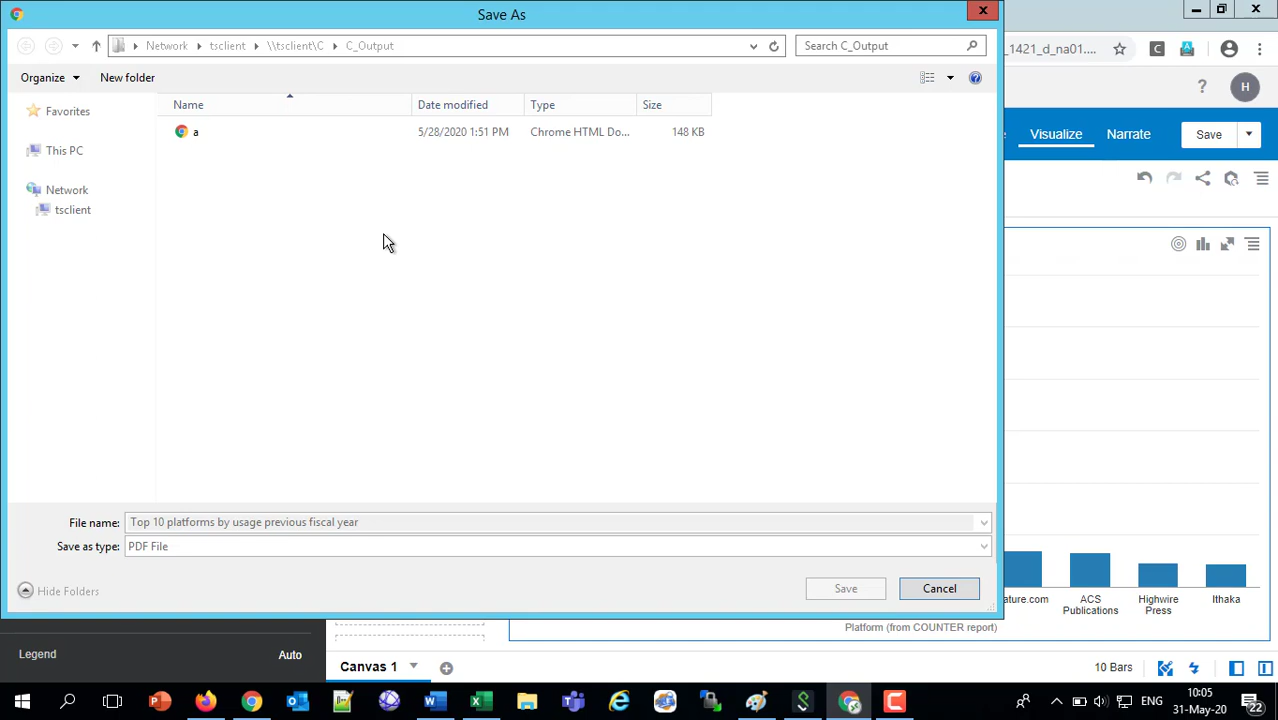 Save As
Network tsclient \\tsclient\C C_Output
Search C_Output
_1421_d_na01....
Organize
New folder
?
?
H
Name
Date modified
Type
Size
Favorites
a
5/28/2020 1:51 PM
Chrome HTML Do...
148 KB
e
Visualize
Narrate
Save
This PC
Network
tsclient
File name:
Top 10 platforms by usage previous fiscal year
Save as type:
PDF File
Hide Folders
Save
Cancel
ature.com
ACS
Publications
Highwire
Press
Ithaka
Platform (from COUNTER report)
Legend
Auto
Canvas 1
10 Bars
ENG
10:05
31-May-20
22